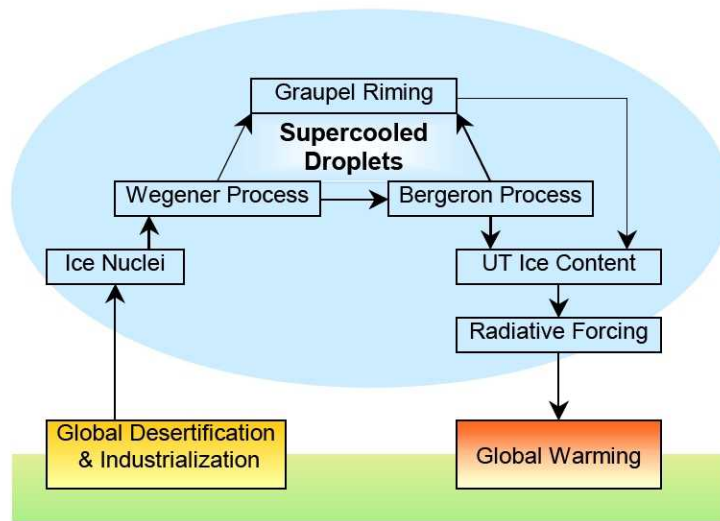 Graupel Riming
Supercooled
Droplets
Wegener Process
Bergeron Process
Ice Nuclei
UT Ice Content
Radiative Forcing
Global Desertification
& Industrialization
Global Warming